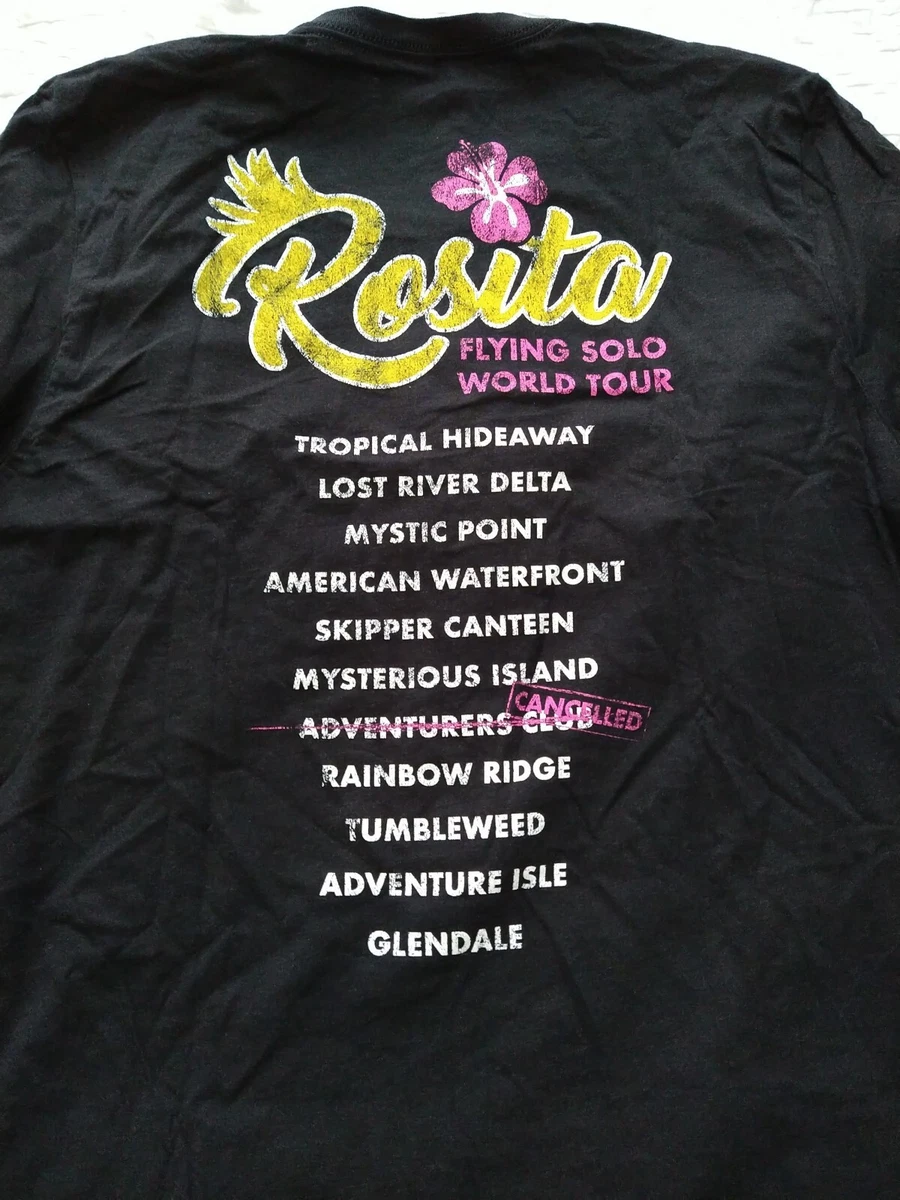 Rosita
FLYING SOLO
WORLD TOUR
TROPICAL HIDEAWAY
LOST RIVER DELTA
MYSTIC POINT
AMERICAN WATERFRONT
SKIPPER CANTEEN
MYSTERIOUS ISLAND
CANCELLED
ADVENTURERS CLUB
RAINBOW RIDGE
TUMBLEWEED
ADVENTURE ISLE
GLENDALE